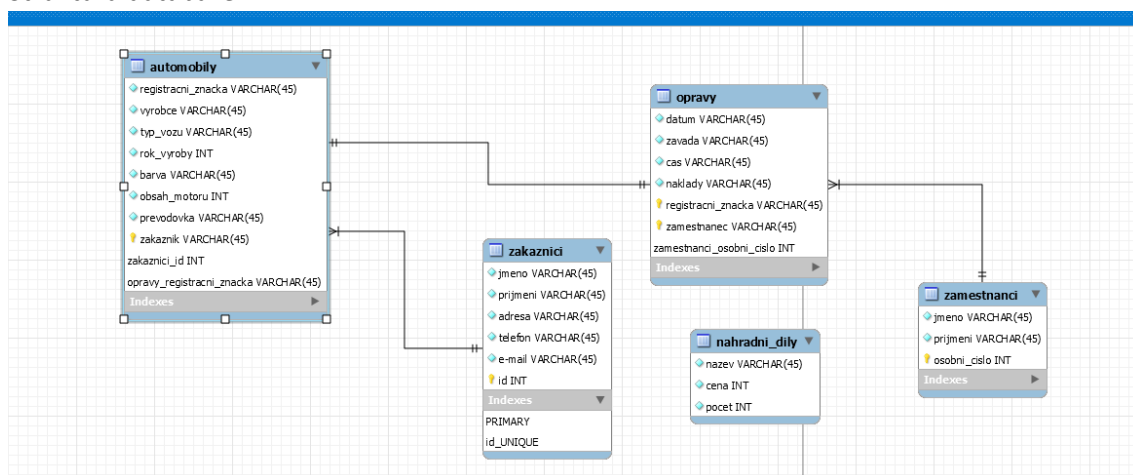 automobily
registracni_znacka VARCHAR(45)
vyrobce VARCHAR(45)
typ_vozu VARCHAR(45)
rok_vyroby INT
barva VARCHAR(45)
obsah_motoru INT
prevodovka VARCHAR(45)
zakaznik VARCHAR(45)
zakaznici_id INT
opravy_registracni_znacka VARCHAR(45)
Indexes
zakaznici
jmeno VARCHAR(45)
prijmeni VARCHAR(45)
adresa VARCHAR(45)
telefon VARCHAR(45)
e-mail VARCHAR(45)
id INT
Indexes
PRIMARY
id_UNIQUE
opravy
datum VARCHAR(45)
zavada VARCHAR(45)
cas VARCHAR(45)
naklady VARCHAR(45)
registracni_znacka VARCHAR(45)
zamestnanec VARCHAR(45)
zamestnanci_osobni_cislo INT
Indexes
nahradni_dily
nazev VARCHAR(45)
cena INT
pocet INT
zamestnanci
jmeno VARCHAR(45)
prijmeni VARCHAR(45)
osobni_cislo INT
Indexes